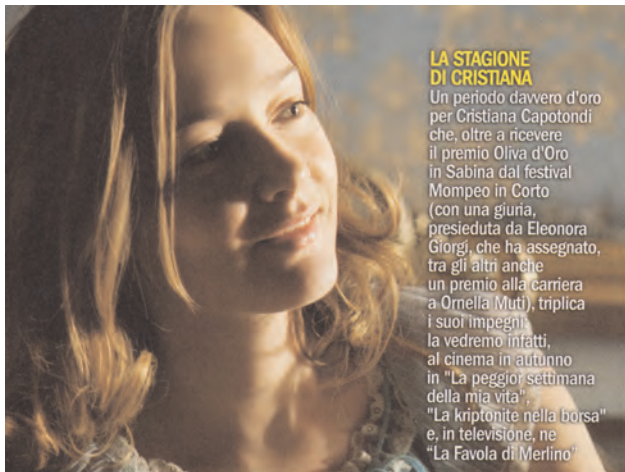 LA STAGIONE
DI CRISTIANA
Un periodo davvero d'oro
per Cristiana Capotondi
che, oltre a ricevere
il premio Oliva d'Oro
in Sabina dal festival
Mompeo in Corto
(con una giuria,
presieduta da Eleonora
Giorgi, che ha assegnato,
tra gli altri anche
un premio alla carriera
a Ornella Muti), triplica
i suoi impegni:
la vedremo infatti,
al cinema in autunno
in "La peggior settimana
della mia vita",
"La kriptonite nella borsa"
e, in televisione, ne
“La Favola di Merlino”